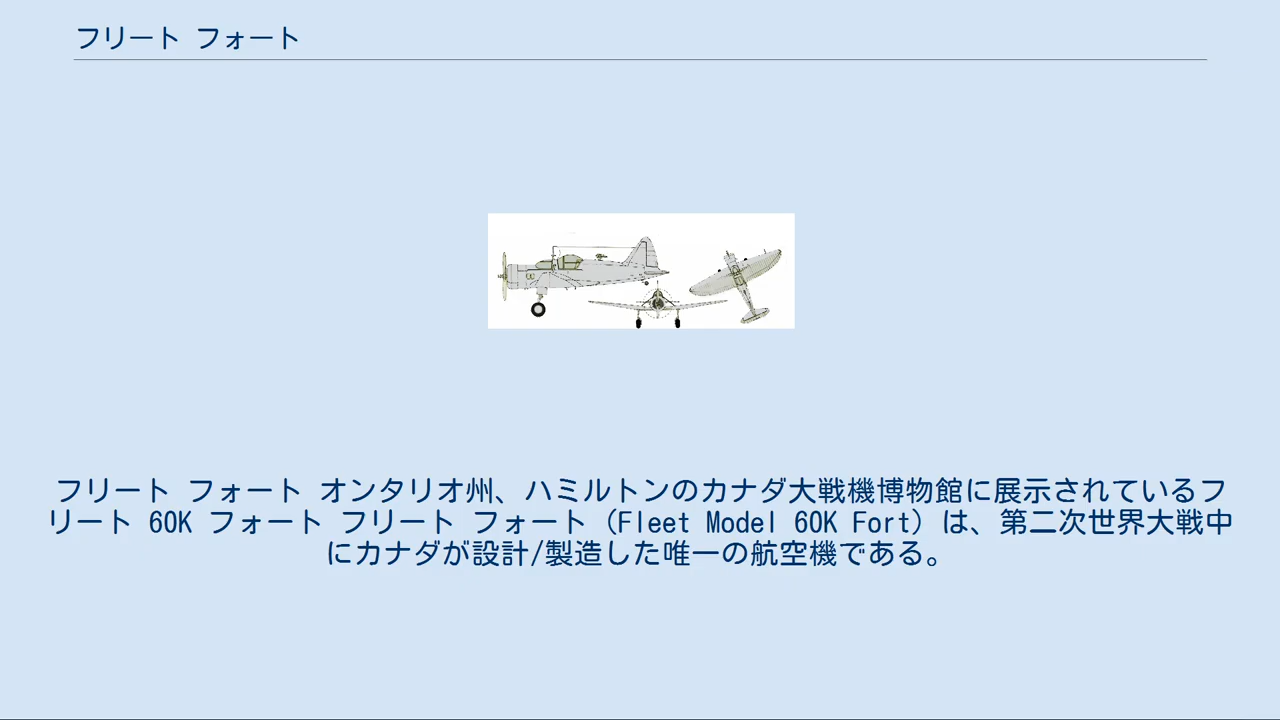 フリート フォート
フリート フォート オンタリオ州、ハミルトンのカナダ大戦機博物館に展示されているフ
リート 60K フォート フリート フォート（Fleet Model 60K Fort）は、第二次世界大戦中
にカナダが設計/製造した唯一の航空機である。